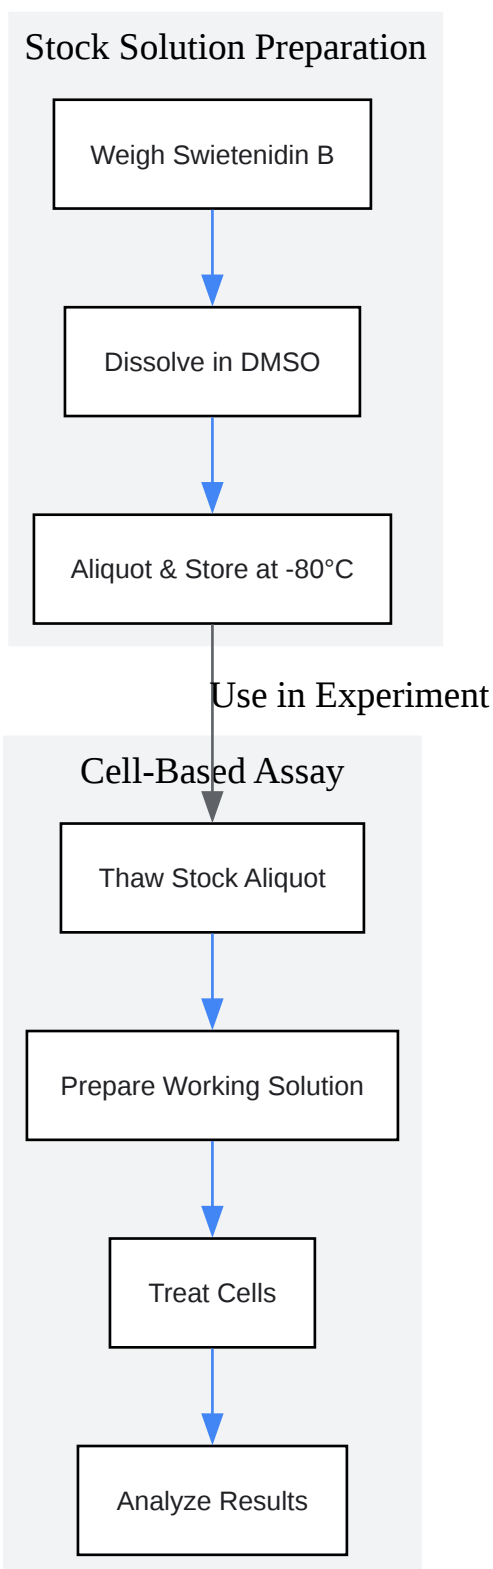 Stock Solution Preparation
Weigh Swietenidin B
Dissolve in DMSO
Aliquot & Store at -80°C
Use in Experiment
Cell-Based Assay
Thaw Stock Aliquot
Prepare Working Solution
Treat Cells
Analyze Results